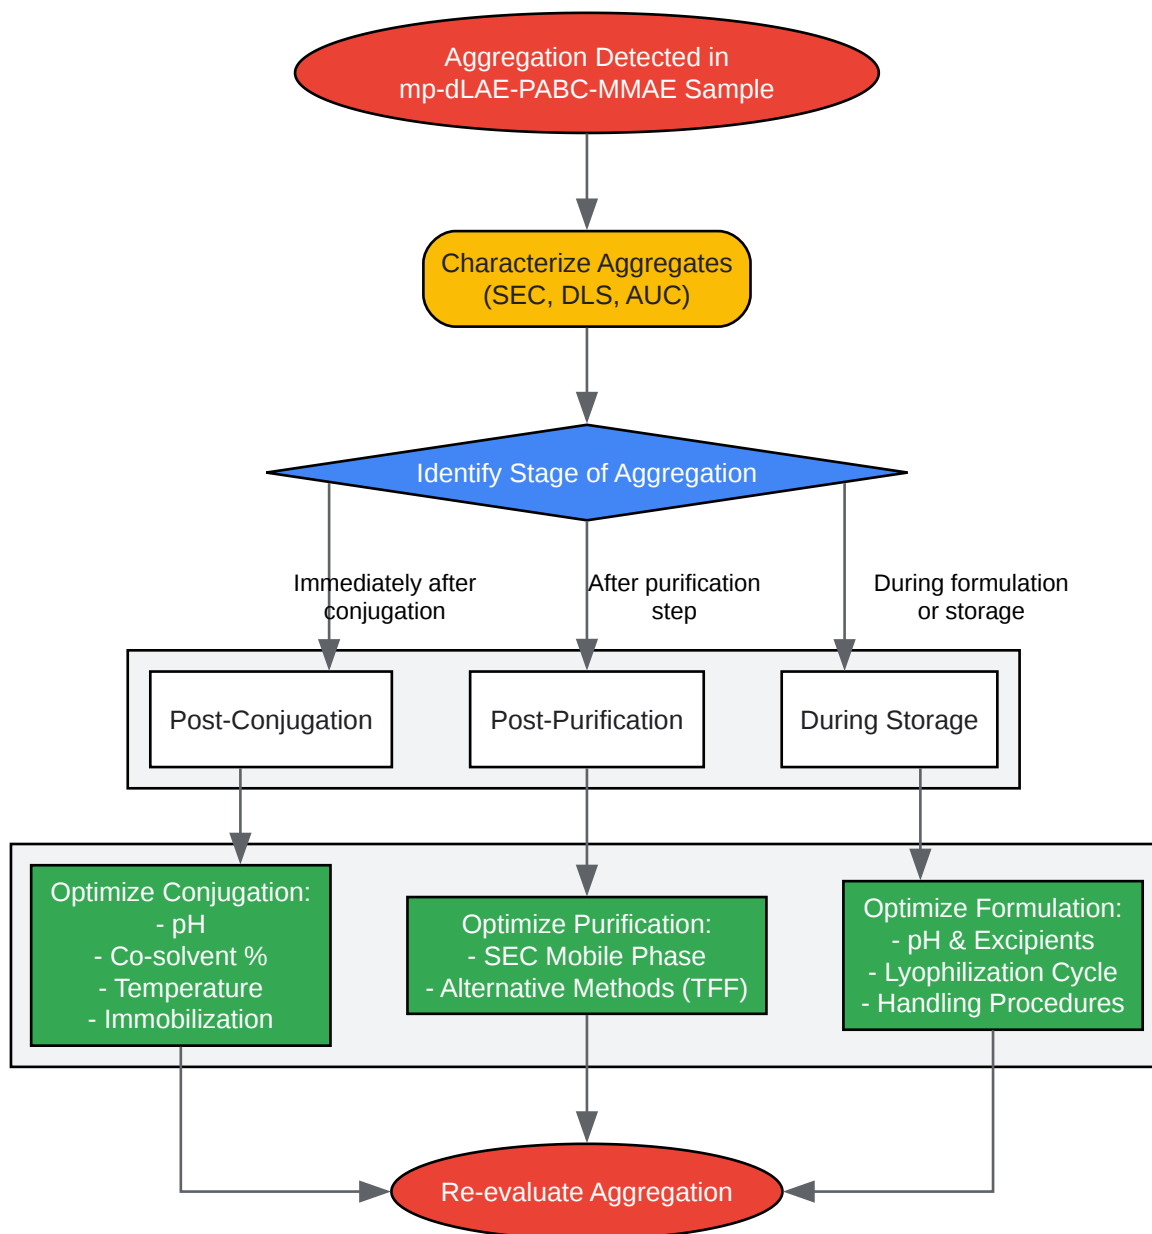 Aggregation Detected in
mp-dLAE-PABC-MMAE Sample
Characterize Aggregates
(SEC, DLS, AUC)
Identify Stage of Aggregation
Immediately after
conjugation
After purification
step
During formulation
or storage
Post-Conjugation
Post-Purification
During Storage
Optimize Conjugation:
- pH
- Co-solvent %
- Temperature
- Immobilization
Optimize Purification:
- SEC Mobile Phase
- Alternative Methods (TFF)
Optimize Formulation:
- pH & Excipients
- Lyophilization Cycle
- Handling Procedures
Re-evaluate Aggregation